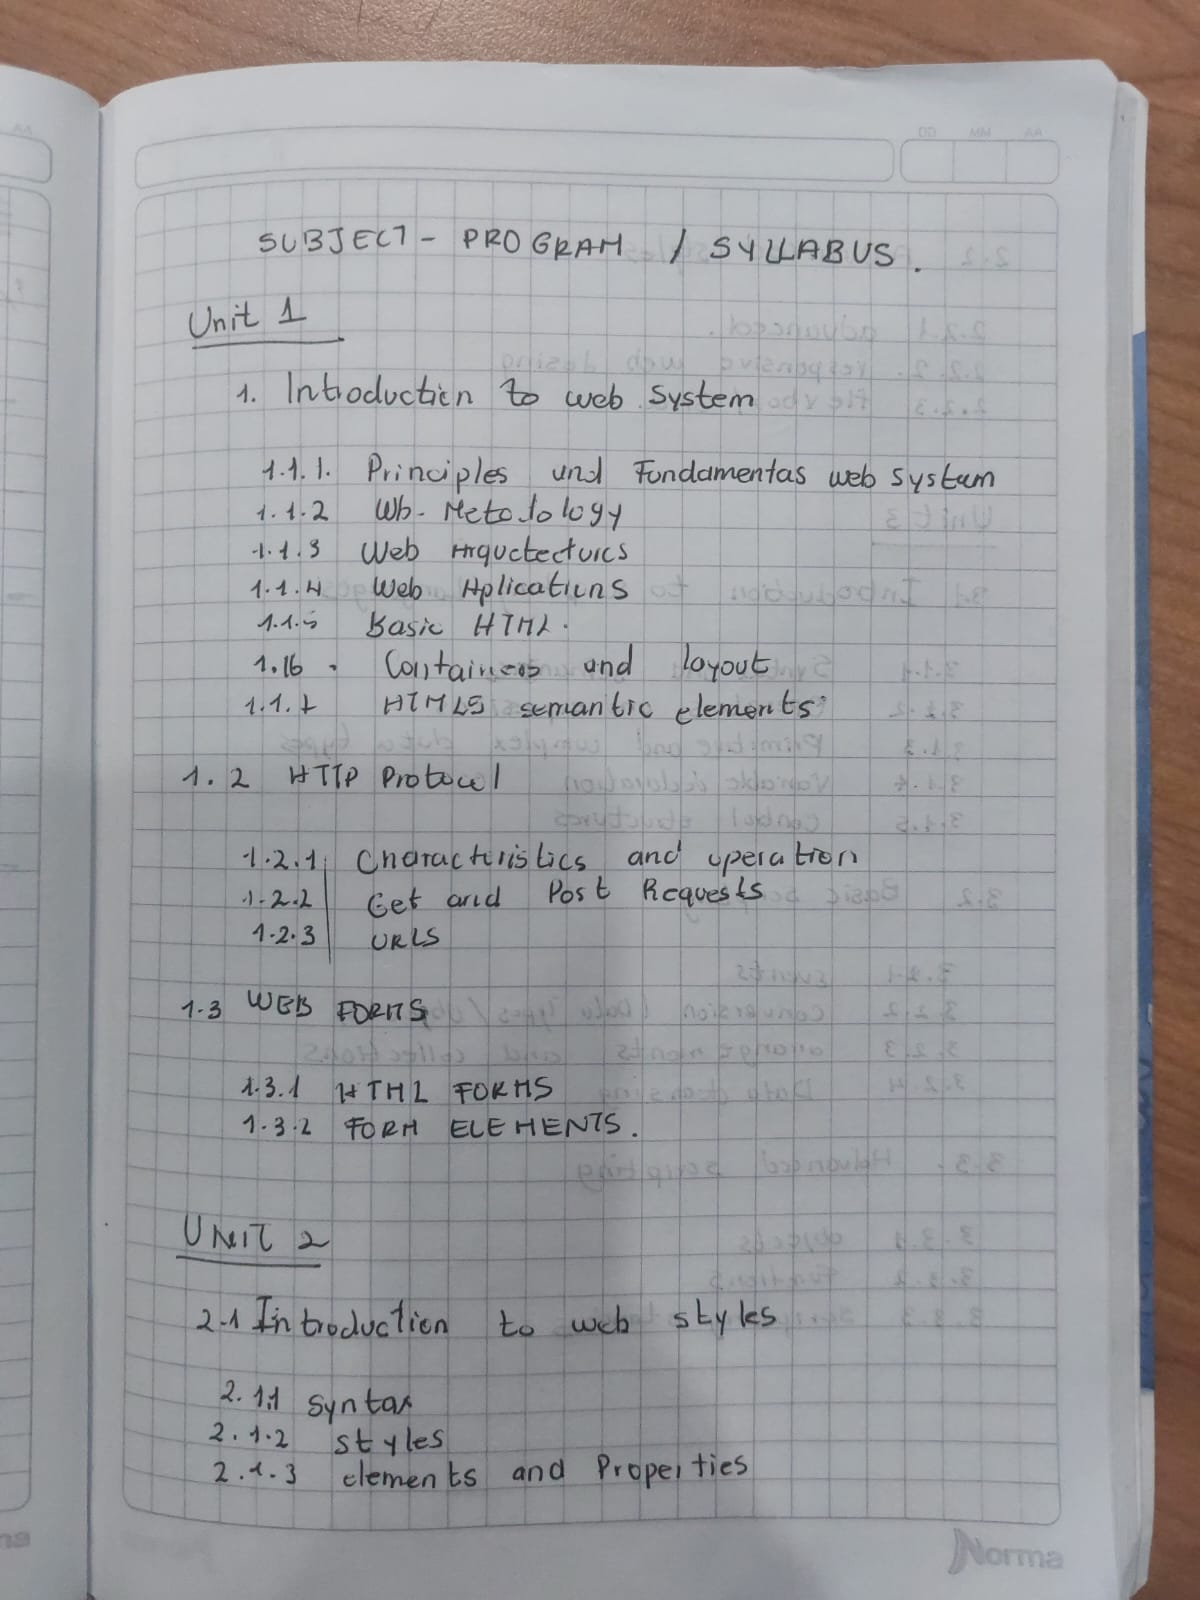 DD MM AA
SUBJECT - PROGRAM / SYLLABUS.
Unit 1
1. Introduction to web System
1.1.1. Principles und Fundamentas web system
1.1.2 Wb- Metodology
1.1.3 Web Arquctectures
1.1.4 Web Aplications
1.1.5 Basic HTML.
1.16 . Containers and layout
1.1.7 HTML5 semantic elements
1.2 HTTP Protocol
1.2.1 Characteristics and operation
1.2.2 Get and Post Requests
1.2.3 URLS
1.3 WEB FORMS
1.3.1 HTML FORMS
1.3.2 FORM ELEMENTS.
UNIT 2
2.1 Introduction to web styles
2.1.1 Syntax
2.1.2 styles
2.1.3 elements and Properties
Norma